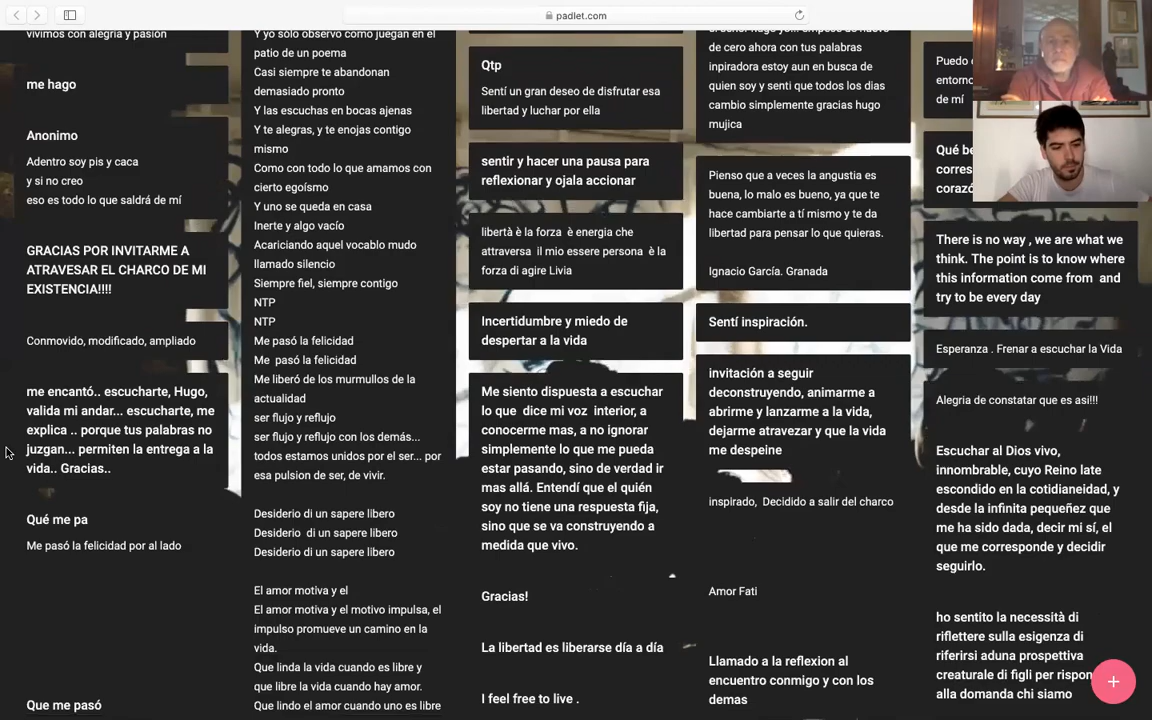 padlet.com
vivimos con alegria y pasión
me hago
Anonimo
Adentro soy pis y caca
y si no creo
eso es todo lo que saldrá de mí
GRACIAS POR INVITARME A
ATRAVESAR EL CHARCO DE MI
EXISTENCIA!!!!
Conmovido, modificado, ampliado
me encantó.. escucharte, Hugo,
valida mi andar... escucharte, me
explica .. porque tus palabras no
juzgan... permiten la entrega a la
vida.. Gracias..
Qué me pa
Me pasó la felicidad por al lado
Que me pasó
Y yo sólo observo como juegan en el
patio de un poema
Casi siempre te abandonan
demasiado pronto
Y las escuchas en bocas ajenas
Y te alegras, y te enojas contigo
mismo
Como con todo lo que amamos con
cierto egoísmo
Y uno se queda en casa
Inerte y algo vacío
Acariciando aquel vocablo mudo
llamado silencio
Siempre fiel, siempre contigo
NTP
NTP
Me pasó la felicidad
Me pasó la felicidad
Me liberó de los murmullos de la
actualidad
ser flujo y reflujo
ser flujo y reflujo con los demás...
todos estamos unidos por el ser... por
esa pulsion de ser, de vivir.
Desiderio di un sapere libero
Desiderio di un sapere libero
Desiderio di un sapere libero
El amor motiva y el
El amor motiva y el motivo impulsa, el
impulso promueve un camino en la
vida.
Que linda la vida cuando es libre y
que libre la vida cuando hay amor.
Que lindo el amor cuando uno es libre
Qtp
Sentí un gran deseo de disfrutar esa
libertad y luchar por ella
sentir y hacer una pausa para
reflexionar y ojala accionar
libertà è la forza è energia che
attraversa il mio essere persona è la
forza di agire Livia
Incertidumbre y miedo de
despertar a la vida
Me siento dispuesta a escuchar
lo que dice mi voz interior, a
conocerme mas, a no ignorar
simplemente lo que me pueda
estar pasando, sino de verdad ir
mas allá. Entendí que el quién
soy no tiene una respuesta fija,
sino que se va construyendo a
medida que vivo.
Gracias!
La libertad es liberarse día a día
I feel free to live .
de cero ahora con tus palabras
inpiradora estoy aun en busca de
quien soy y senti que todos los dias
cambio simplemente gracias hugo
mujica
Pienso que a veces la angustia es
buena, lo malo es bueno, ya que te
hace cambiarte a tí mismo y te da
libertad para pensar lo que quieras.
Ignacio García. Granada
Sentí inspiración.
invitación a seguir
deconstruyendo, animarme a
abrirme y lanzarme a la vida,
dejarme atravezar y que la vida
me despeine
inspirado, Decidido a salir del charco
Amor Fati
Llamado a la reflexion al
encuentro conmigo y con los
demas
Puedo
entorno
de mí
Qué be
corres
corazó
There is no way , we are what we
think. The point is to know where
this information come from and
try to be every day
Esperanza . Frenar a escuchar la Vida
Alegria de constatar que es asi!!!
Escuchar al Dios vivo,
innombrable, cuyo Reino late
escondido en la cotidianeidad, y
desde la infinita pequeñez que
me ha sido dada, decir mi sí, el
que me corresponde y decidir
seguirlo.
ho sentito la necessità di
riflettere sulla esigenza di
riferirsi aduna prospettiva
creaturale di figli per rispon
alla domanda chi siamo